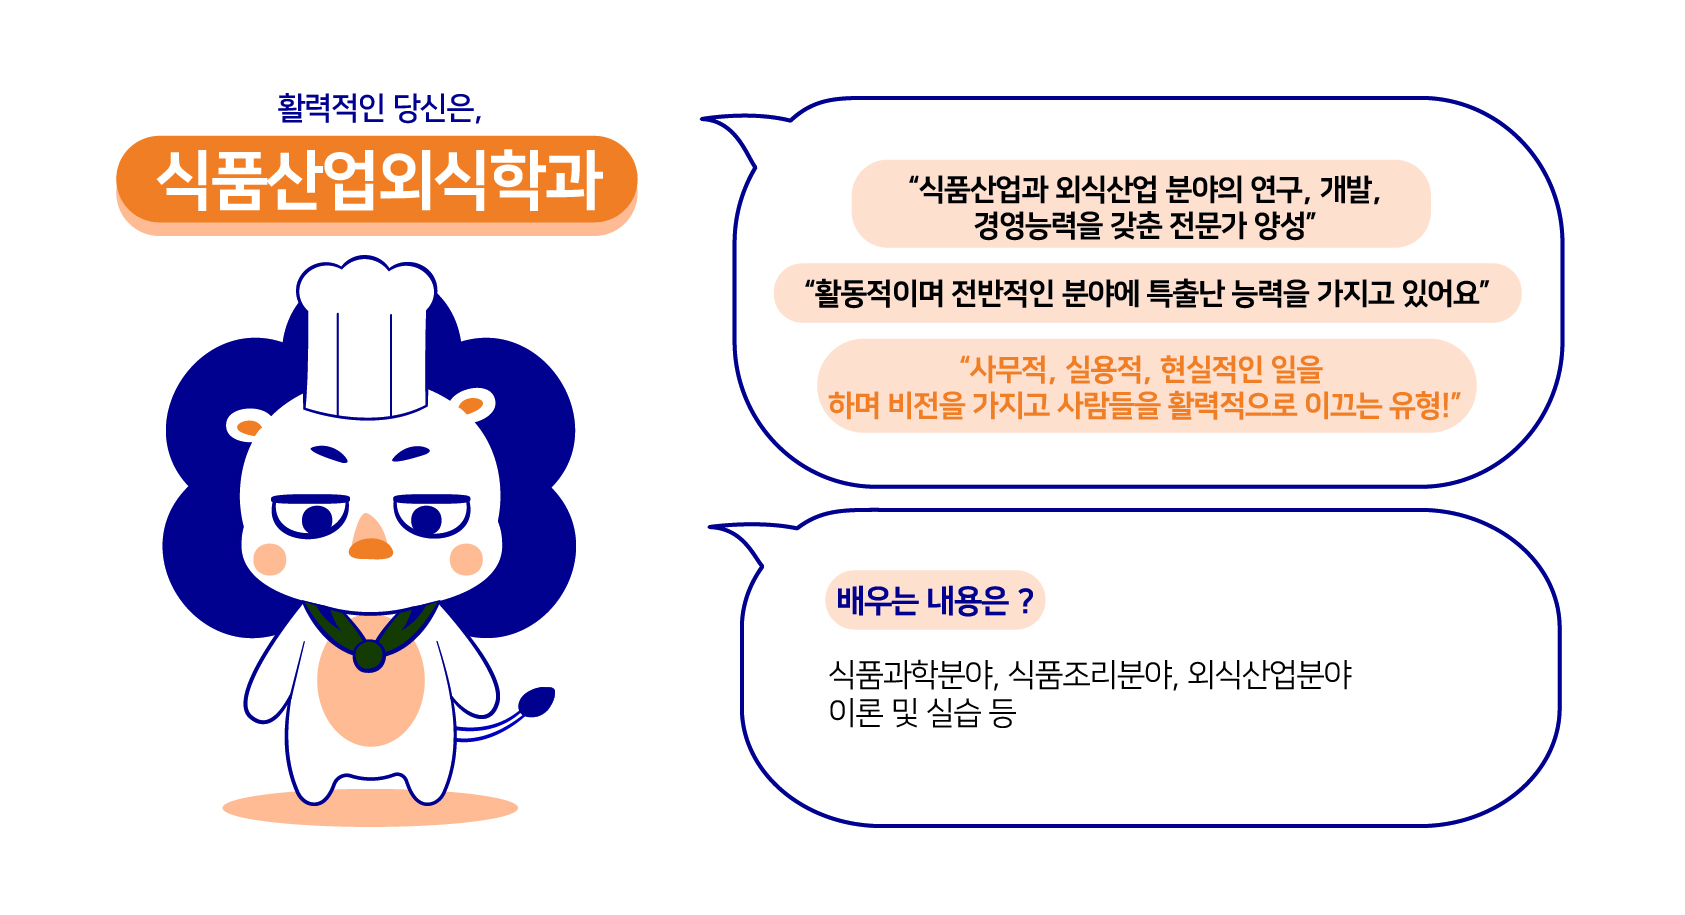 활력적인 당신은,
식품산업외식학과
“식품산업과 외식산업 분야의 연구, 개발,
경영능력을 갖춘 전문가 양성”
“활동적이며 전반적인 분야에 특출난 능력을 가지고 있어요”
“사무적, 실용적, 현실적인 일을
하며 비전을 가지고 사람들을 활력적으로 이끄는 유형!”
배우는 내용은 ?
식품과학분야, 식품조리분야, 외식산업분야
이론 및 실습 등